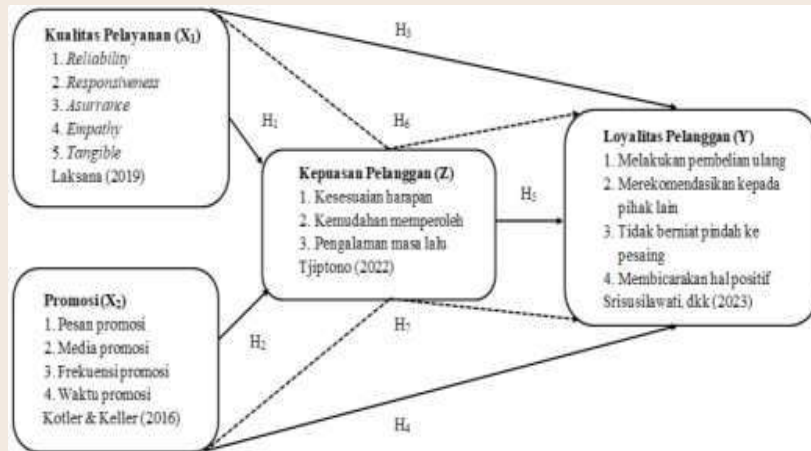 Kualitas Pelayanan (X₁)
1. Reliability
2. Responsiveness
3. Asurrance
4. Empathy
5. Tangible
Laksana (2019)
Promosi (X₂)
1. Pesan promosi
2. Media promosi
3. Frekuensi promosi
4. Waktu promosi
Kotler & Keller (2016)
H₁
H₂
Kepuasan Pelanggan (Z)
1. Kesesuaian harapan
2. Kemudahan memperoleh
3. Pengalaman masa lalu
Tjiptono (2022)
H₃
H₆
H₅
H₇
H₄
Loyalitas Pelanggan (Y)
1. Melakukan pembelian ulang
2. Merekomendasikan kepada
pihak lain
3. Tidak berniat pindah ke
pesaing
4. Membicarakan hal positif
Srisusilawati, dkk (2023)